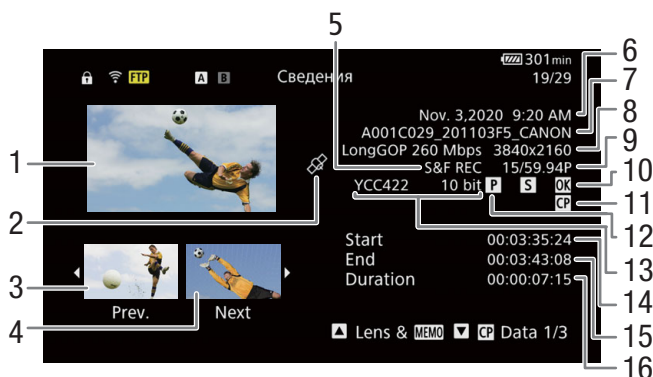 5
301min
6
FTP
A B
Сведения
19/29
7
Nov. 3,2020 9:20 AM
8
A001C029_201103F5_CANON
LongGOP 260 Mbps 3840x2160
9
1
S&F REC 15/59.94P
10
YCC422 10 bit P S OK
2
CP
11
12
Start 00:03:35:24
13
End 00:03:43:08
3
Duration 00:00:07:15
14
Prev. Next
4
15
Lens & MEMO CP Data 1/3
16